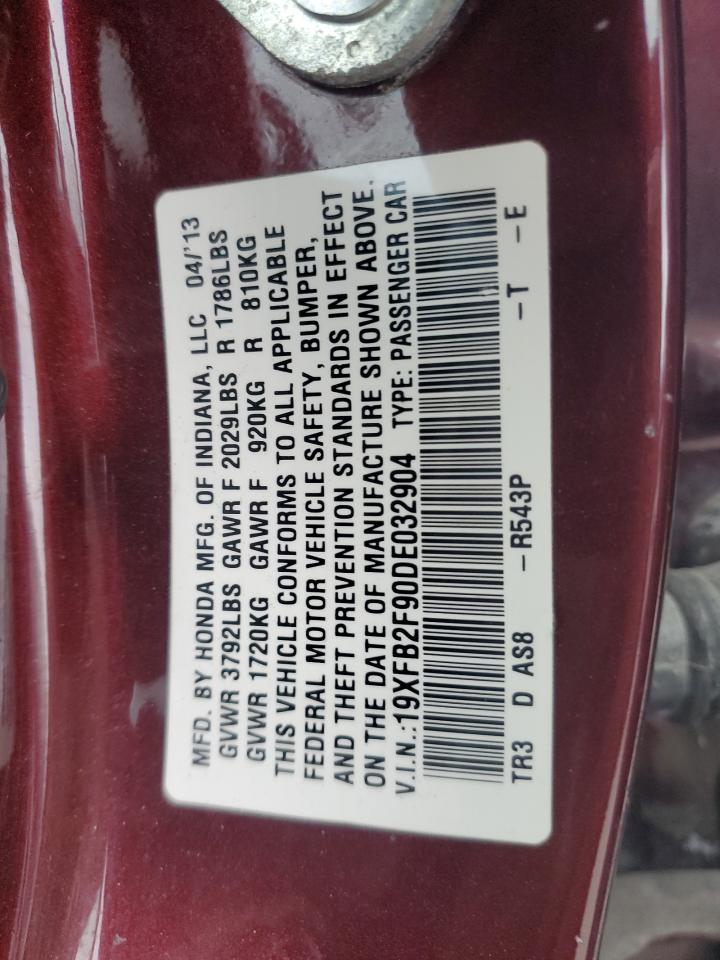 MFD. BY HONDA MFG. OF INDIANA, LLC 04/'13
GVWR 3792LBS GAWR F 2029LBS R 1786LBS
GVWR 1720KG GAWR F 920KG R 810KG
THIS VEHICLE CONFORMS TO ALL APPLICABLE
FEDERAL MOTOR VEHICLE SAFETY, BUMPER,
AND THEFT PREVENTION STANDARDS IN EFFECT
ON THE DATE OF MANUFACTURE SHOWN ABOVE.
V.I.N.:19XFB2F90DE032904 TYPE: PASSENGER CAR
TR3 D AS8 -R543P -T -E